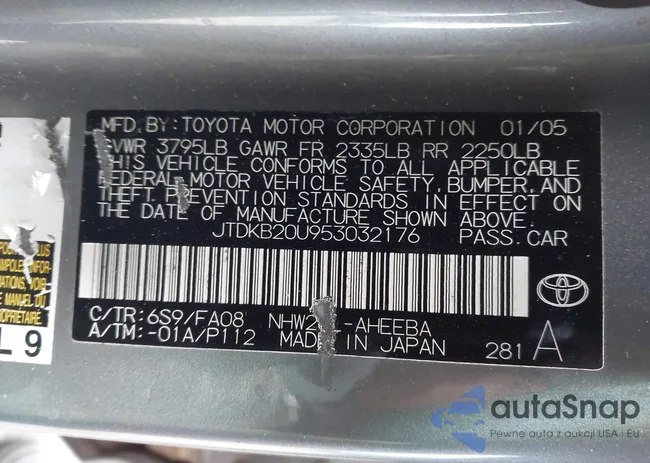 MFD.BY:TOYOTA MOTOR CORPORATION 01/05
GVWR 3795LB GAWR FR 2335LB RR 2250LB
THIS VEHICLE CONFORMS TO ALL APPLICABLE
FEDERAL MOTOR VEHICLE SAFETY,BUMPER,AND
THEFT PREVENTION STANDARDS IN EFFECT ON
THE DATE OF MANUFACTURE SHOWN ABOVE.
JTDKB20U953032176 PASS.CAR
C/TR:6S9/FA08 -AHEEBA
A/TM:-01A/P112 MADE IN JAPAN 281 A
L9
autaSnap
Pewne auta z aukcji USA i EU